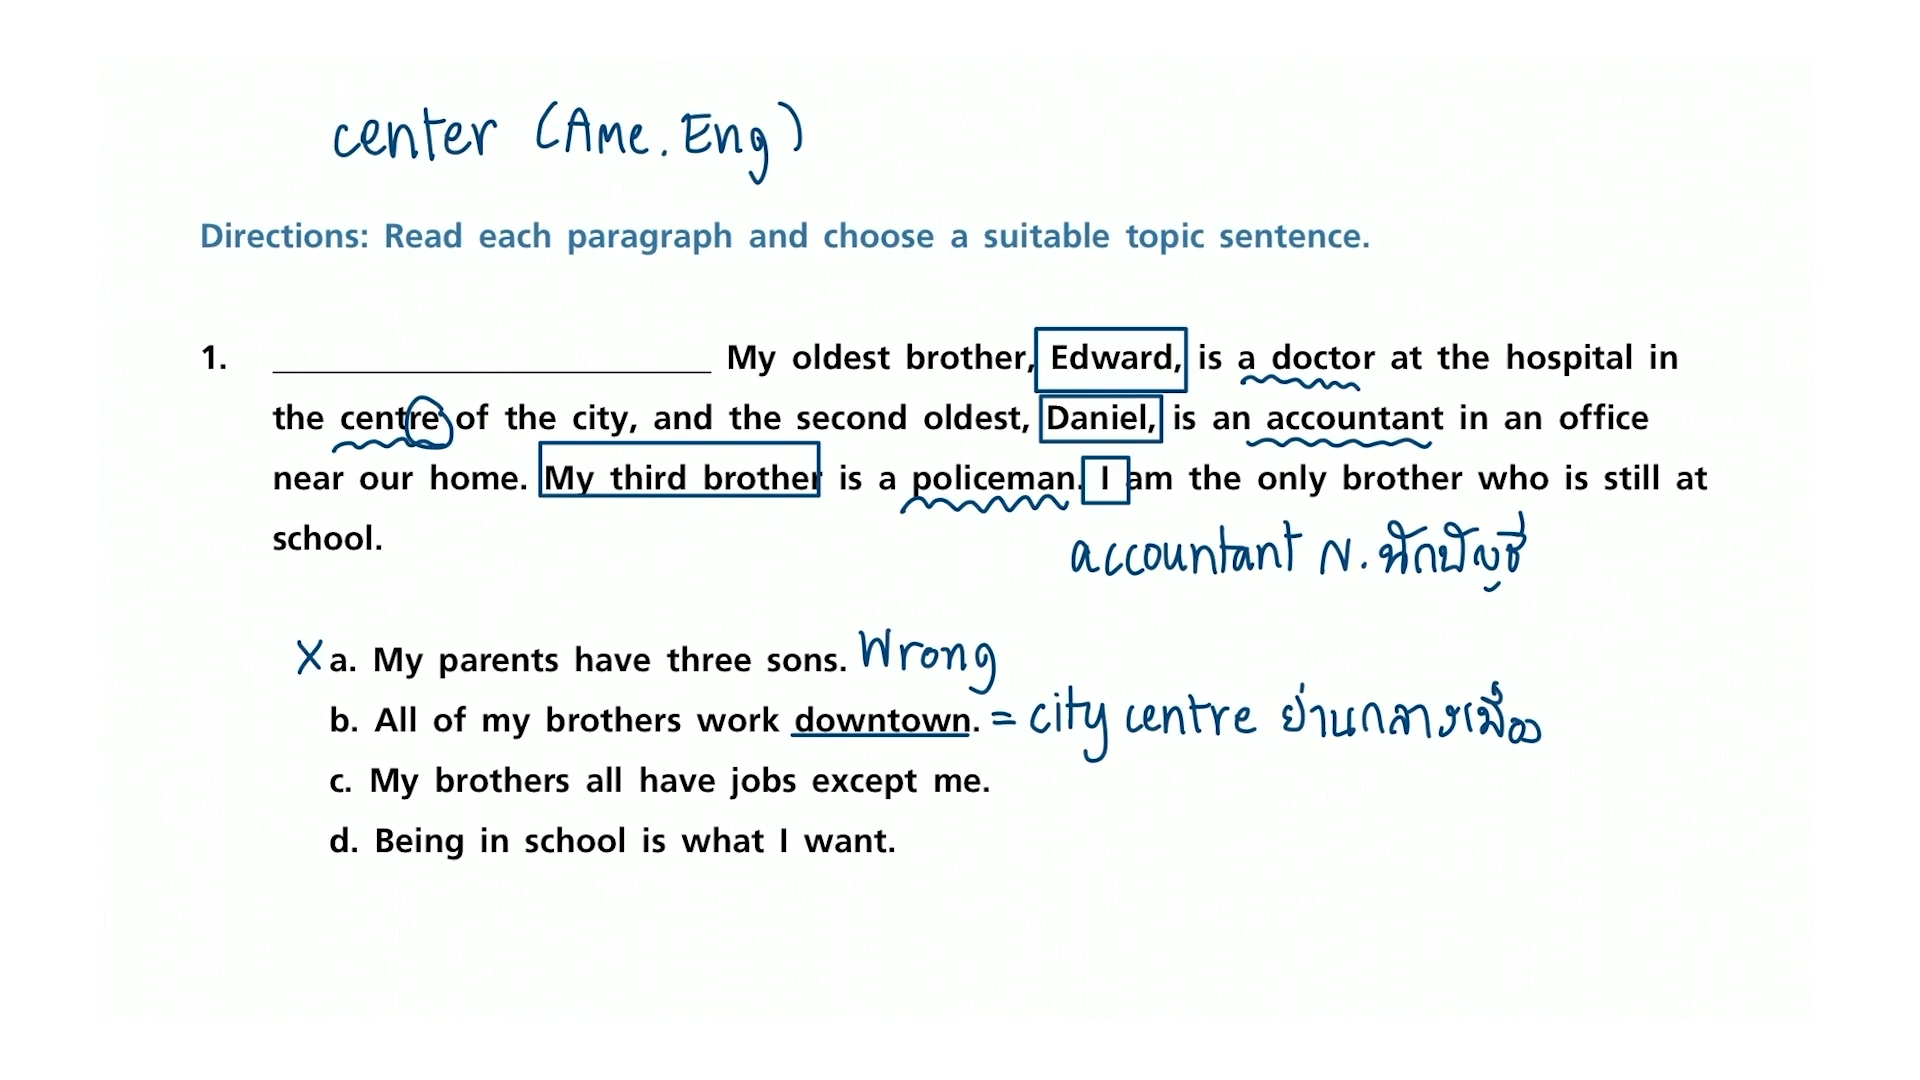 center (Ame. Eng)
Directions: Read each paragraph and choose a suitable topic sentence.
1. ____________________ My oldest brother, Edward, is a doctor at the hospital in
the centre of the city, and the second oldest, Daniel, is an accountant in an office
near our home. My third brother is a policeman. I am the only brother who is still at
school.
accountant N. นักบัญชี
X a. My parents have three sons. Wrong
b. All of my brothers work downtown. = city centre ย่านกลางเมือง
c. My brothers all have jobs except me.
d. Being in school is what I want.